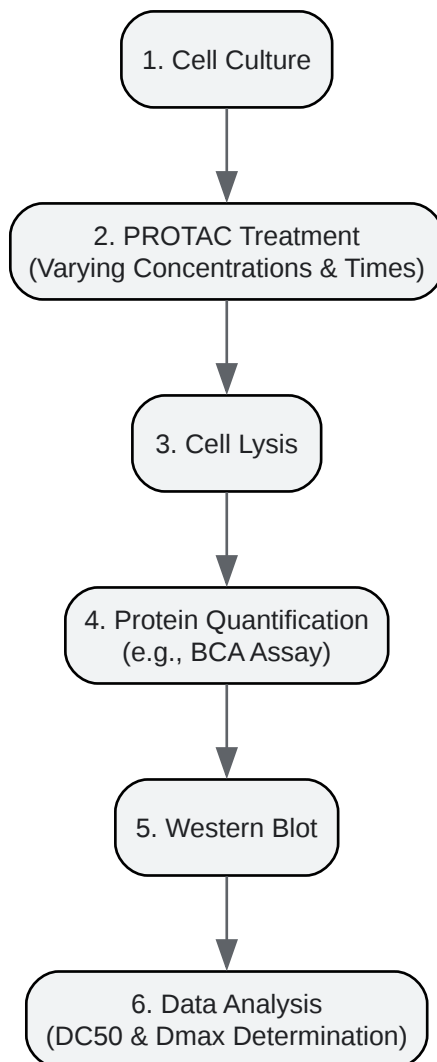 1. Cell Culture
2. PROTAC Treatment
(Varying Concentrations & Times)
3. Cell Lysis
4. Protein Quantification
(e.g., BCA Assay)
5. Western Blot
6. Data Analysis
(DC50 & Dmax Determination)